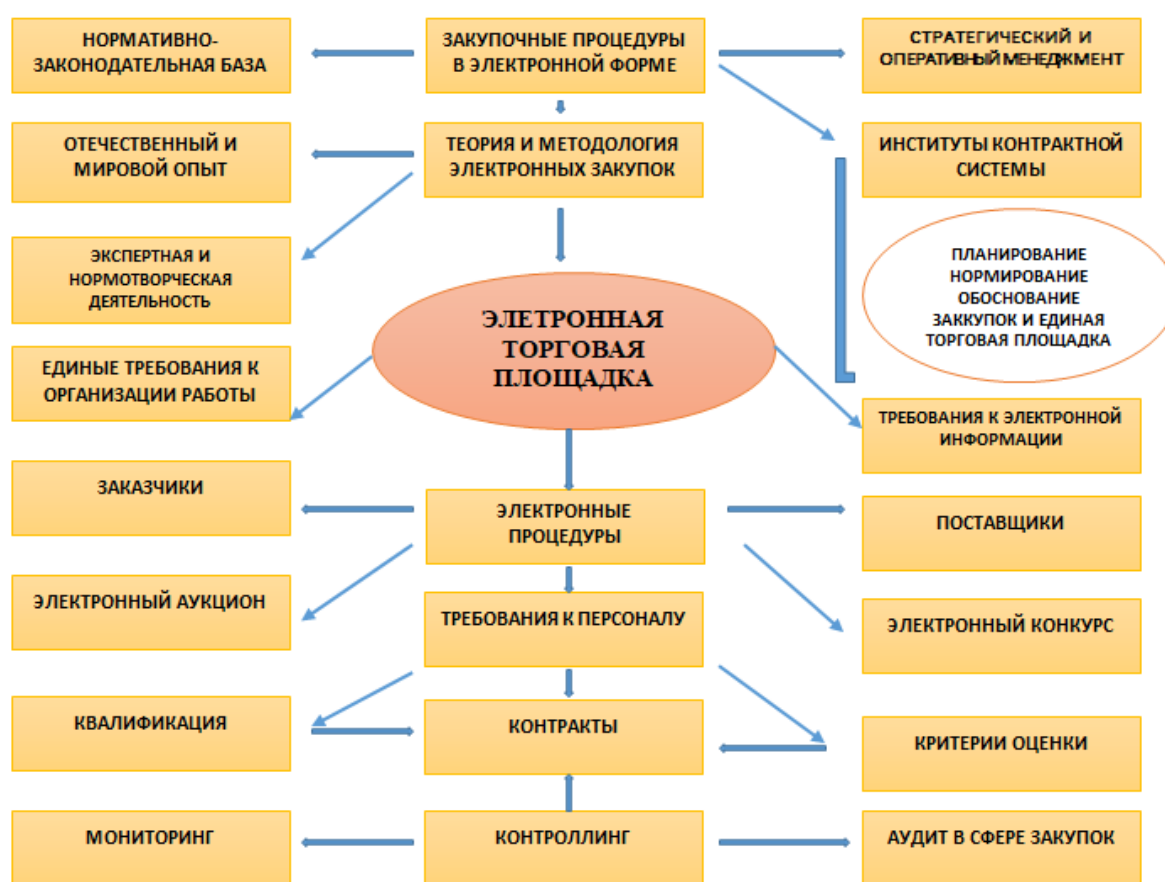 НОРМАТИВНО-
ЗАКОНОДАТЕЛЬНАЯ БАЗА
ЗАКУПОЧНЫЕ ПРОЦЕДУРЫ
В ЭЛЕКТРОННОЙ ФОРМЕ
СТРАТЕГИЧЕСКИЙ И
ОПЕРАТИВНЫЙ МЕНЕДЖМЕНТ
ОТЕЧЕСТВЕННЫЙ И
МИРОВОЙ ОПЫТ
ТЕОРИЯ И МЕТОДОЛОГИЯ
ЭЛЕКТРОННЫХ ЗАКУПОК
ИНСТИТУТЫ КОНТРАКТНОЙ
СИСТЕМЫ
ЭКСПЕРТНАЯ И
НОРМОТВОРЧЕСКАЯ
ДЕЯТЕЛЬНОСТЬ
ПЛАНИРОВАНИЕ
НОРМИРОВАНИЕ
ОБОСНОВАНИЕ
ЗАККУПОК И ЕДИНАЯ
ТОРГОВАЯ ПЛОЩАДКА
ЭЛЕТРОННАЯ
ТОРГОВАЯ
ПЛОЩАДКА
ЕДИНЫЕ ТРЕБОВАНИЯ К
ОРГАНИЗАЦИИ РАБОТЫ
ТРЕБОВАНИЯ К ЭЛЕКТРОННОЙ
ИНФОРМАЦИИ
ЗАКАЗЧИКИ
ЭЛЕКТРОННЫЕ
ПРОЦЕДУРЫ
ПОСТАВЩИКИ
ЭЛЕКТРОННЫЙ АУКЦИОН
ТРЕБОВАНИЯ К ПЕРСОНАЛУ
ЭЛЕКТРОННЫЙ КОНКУРС
КВАЛИФИКАЦИЯ
КОНТРАКТЫ
КРИТЕРИИ ОЦЕНКИ
МОНИТОРИНГ
КОНТРОЛЛИНГ
АУДИТ В СФЕРЕ ЗАКУПОК